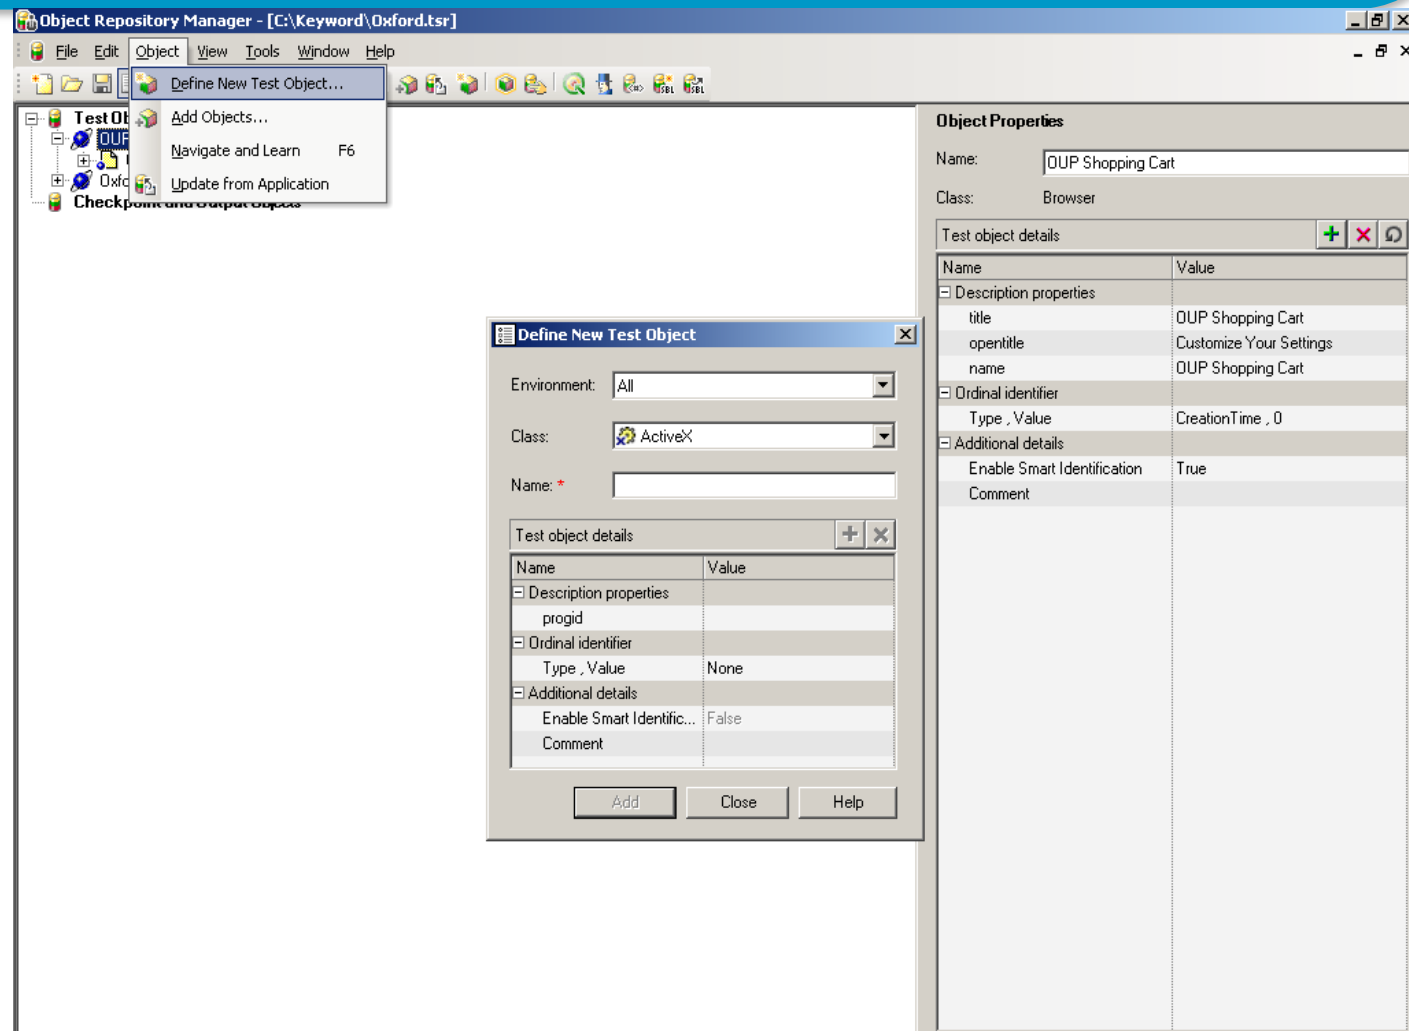 Object Repository Manager - [C:\Keyword\Oxford.tsr]
File Edit Object View Tools Window Help
Define New Test Object...
Add Objects...
Navigate and Learn F6
Update from Application
Test
OUP
Checkpoint and Output Objects
Object Properties
Name: OUP Shopping Cart
Class: Browser
Test object details
Name Value
Description properties
title OUP Shopping Cart
opentitle Customize Your Settings
name OUP Shopping Cart
Ordinal identifier
Type , Value CreationTime , 0
Additional details
Enable Smart Identification True
Comment
Define New Test Object
Environment: All
Class: ActiveX
Name: *
Test object details
Name Value
Description properties
progid
Ordinal identifier
Type , Value None
Additional details
Enable Smart Identific... False
Comment
Add Close Help